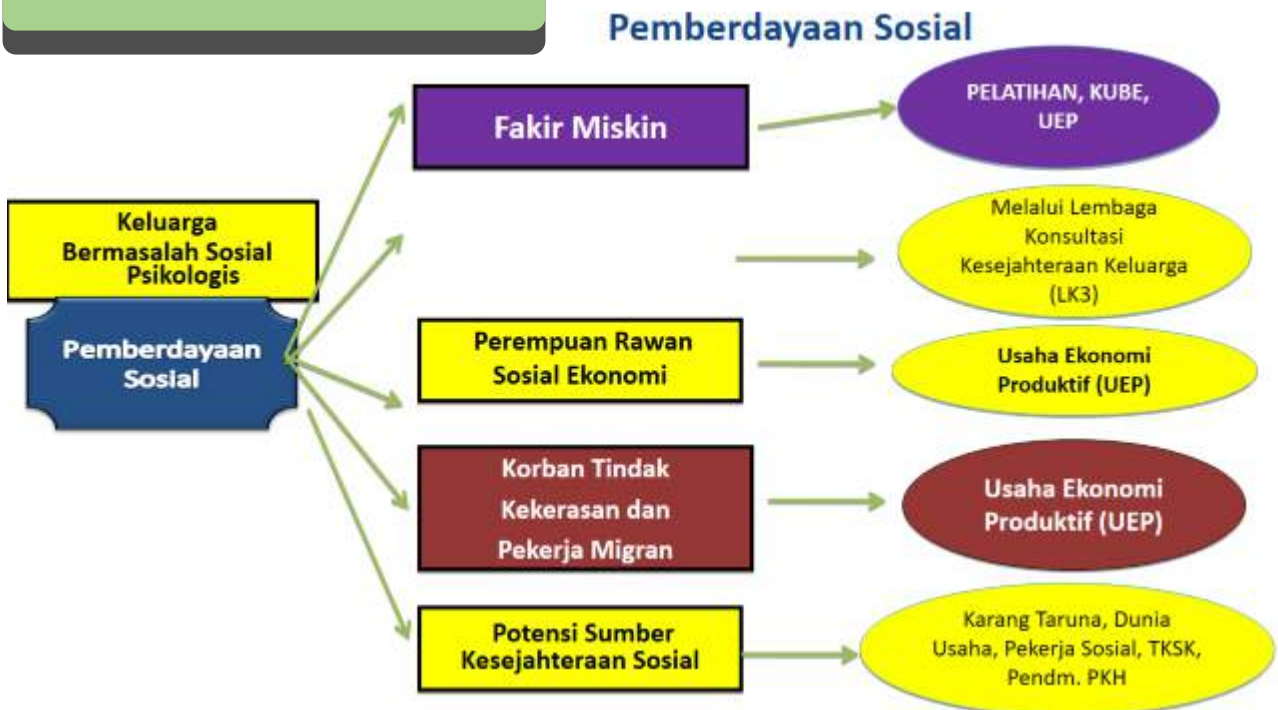 Pemberdayaan Sosial
Fakir Miskin
PELATIHAN, KUBE,
UEP
Keluarga
Bermasalah Sosial
Psikologis
Melalui Lembaga
Konsultasi
Kesejahteraan Keluarga
(LK3)
Pemberdayaan
Sosial
Perempuan Rawan
Sosial Ekonomi
Usaha Ekonomi
Produktif (UEP)
Korban Tindak
Kekerasan dan
Pekerja Migran
Usaha Ekonomi
Produktif (UEP)
Potensi Sumber
Kesejahteraan Sosial
Karang Taruna, Dunia
Usaha, Pekerja Sosial, TKSK,
Pendm. PKH